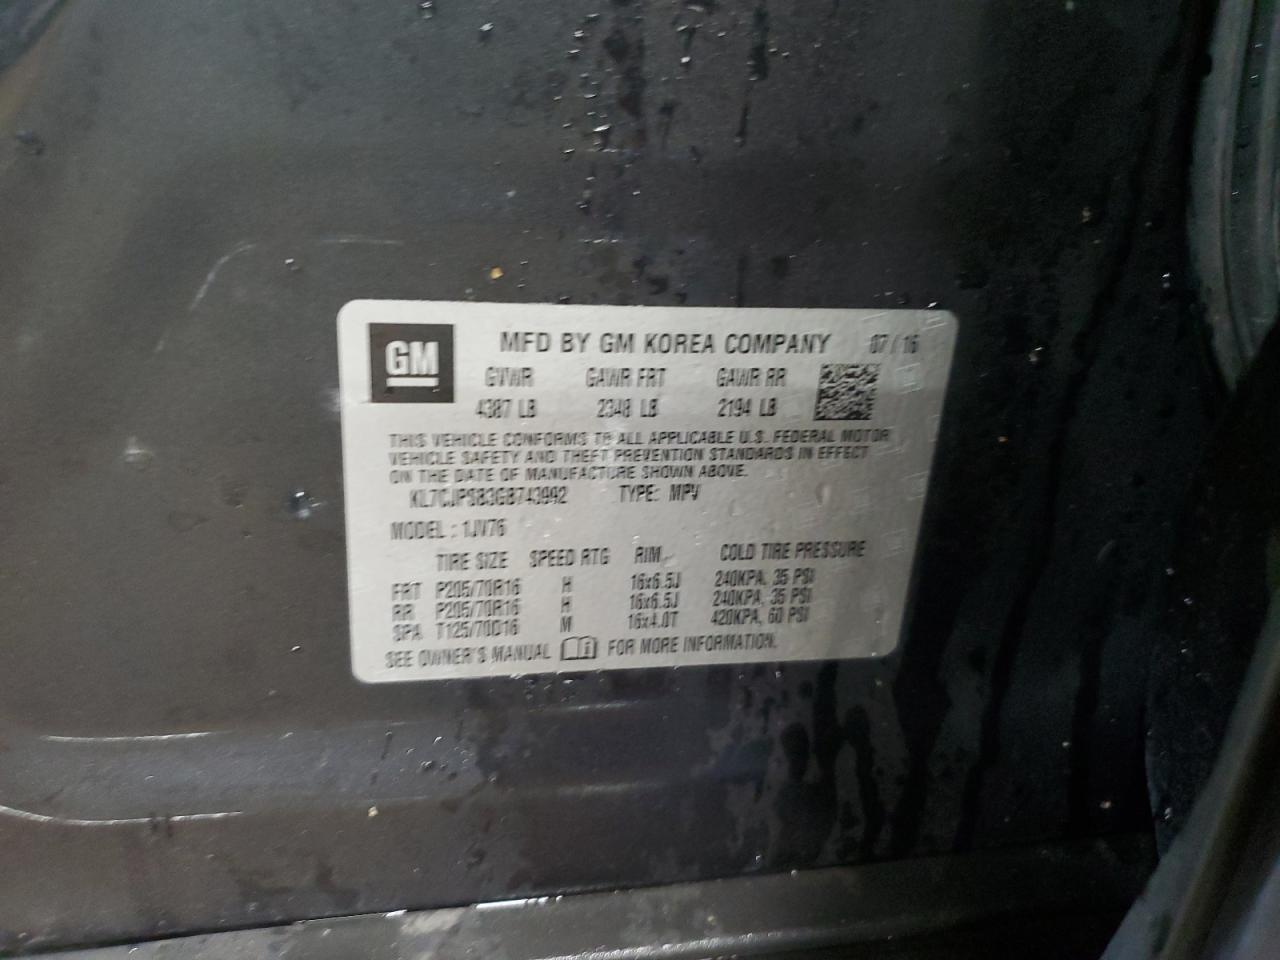 GM MFD BY GM KOREA COMPANY 07 / 16
GVWR GAWR FRT GAWR RR
4387 LB 2348 LB 2194 LB
THIS VEHICLE CONFORMS TO ALL APPLICABLE U.S. FEDERAL MOTOR
VEHICLE SAFETY AND THEFT PREVENTION STANDARDS IN EFFECT
ON THE DATE OF MANUFACTURE SHOWN ABOVE.
KL7CJPSB3GB743992 TYPE: MPV
MODEL : 1JV76
TIRE SIZE SPEED RTG RIM COLD TIRE PRESSURE
FRT P205/70R16 H 16x6.5J 240KPA, 35 PSI
RR P205/70R16 H 16x6.5J 240KPA, 35 PSI
SPA T125/70D16 M 16x4.0T 420KPA, 60 PSI
SEE OWNER'S MANUAL FOR MORE INFORMATION.